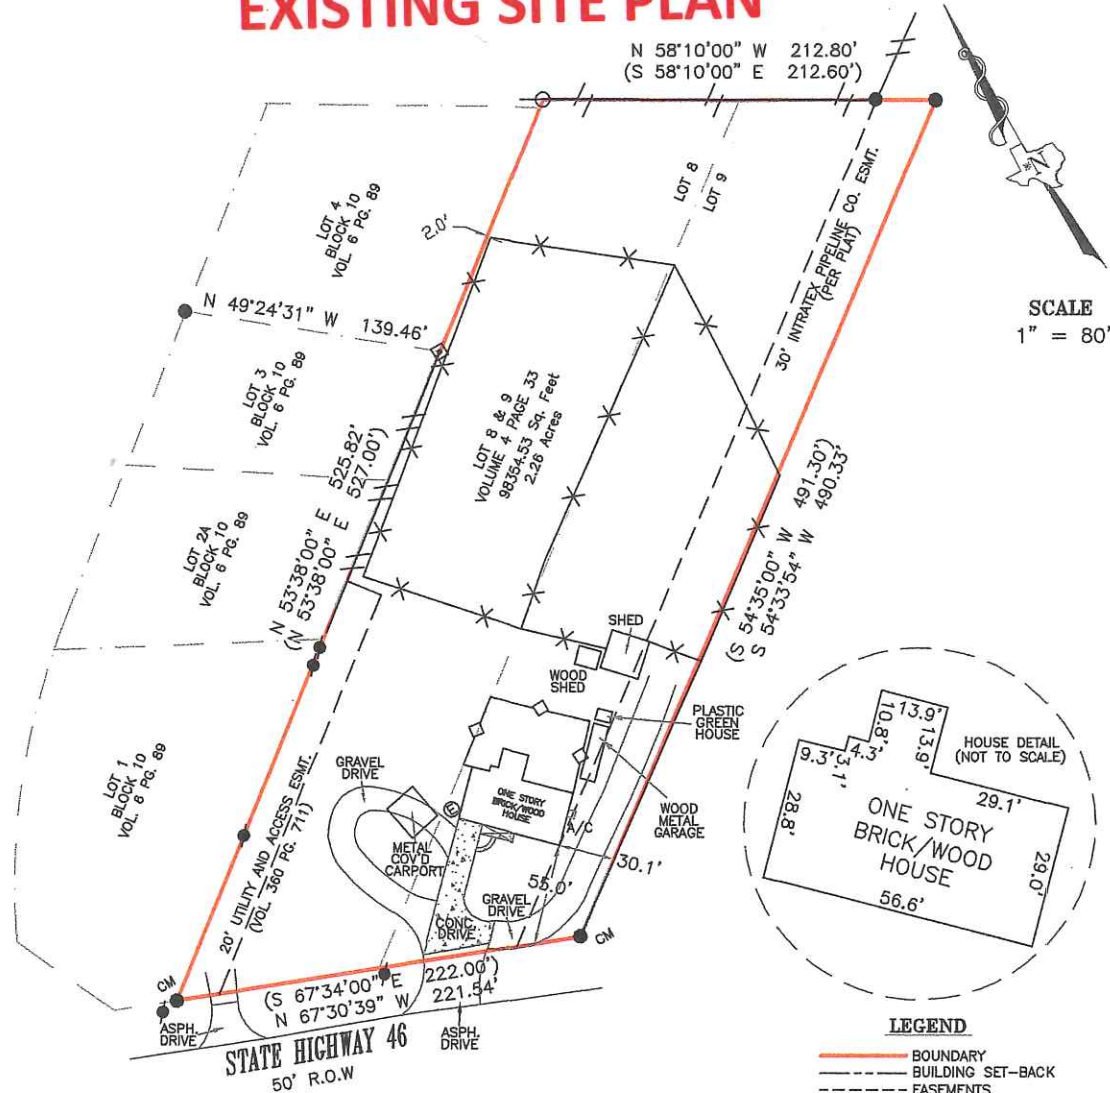 EXISTING SITE PLAN
N 58°10'00" W 212.80'
(S 58°10'00" E 212.60')
N
SCALE
1" = 80'
LOT 8
LOT 9
30' INTRATEX PIPELINE CO. ESMT.
(PER PLAT)
LOT 4
BLOCK 10
VOL. 6 PG. 89
2.0'
N 49°24'31" W 139.46'
LOT 3
BLOCK 10
VOL. 6 PG. 89
LOT 8 & 9
VOLUME 4 PAGE 33
98354.53 Sq. Feet
2.26 Acres
N 53°38'00" E 525.82'
(N 53°38'00" E 527.00')
(S 54°35'00" W 491.30')
S 54°33'54" W 490.33'
LOT 2A
BLOCK 10
VOL. 6 PG. 89
SHED
WOOD
SHED
PLASTIC
GREEN
HOUSE
WOOD
METAL
GARAGE
GRAVEL
DRIVE
E
ONE STORY
BRICK/WOOD
HOUSE
A/C
METAL
COV'D
CARPORT
30.1'
55.0'
GRAVEL
DRIVE
CONC.
DRIVE
CM
LOT 1
BLOCK 10
VOL. 6 PG. 89
20' UTILITY AND ACCESS ESMT.
(VOL. 360 PG. 711)
CM
(S 67°34'00" E 222.00')
N 67°30'39" W 221.54'
ASPH.
DRIVE
ASPH.
DRIVE
STATE HIGHWAY 46
50' R.O.W
HOUSE DETAIL
(NOT TO SCALE)
13.9'
10.8'
13.9'
9.3'
3.1'
4.3'
29.1'
28.8'
29.0'
56.6'
ONE STORY
BRICK/WOOD
HOUSE
LEGEND
BOUNDARY
BUILDING SET-BACK
EASEMENTS